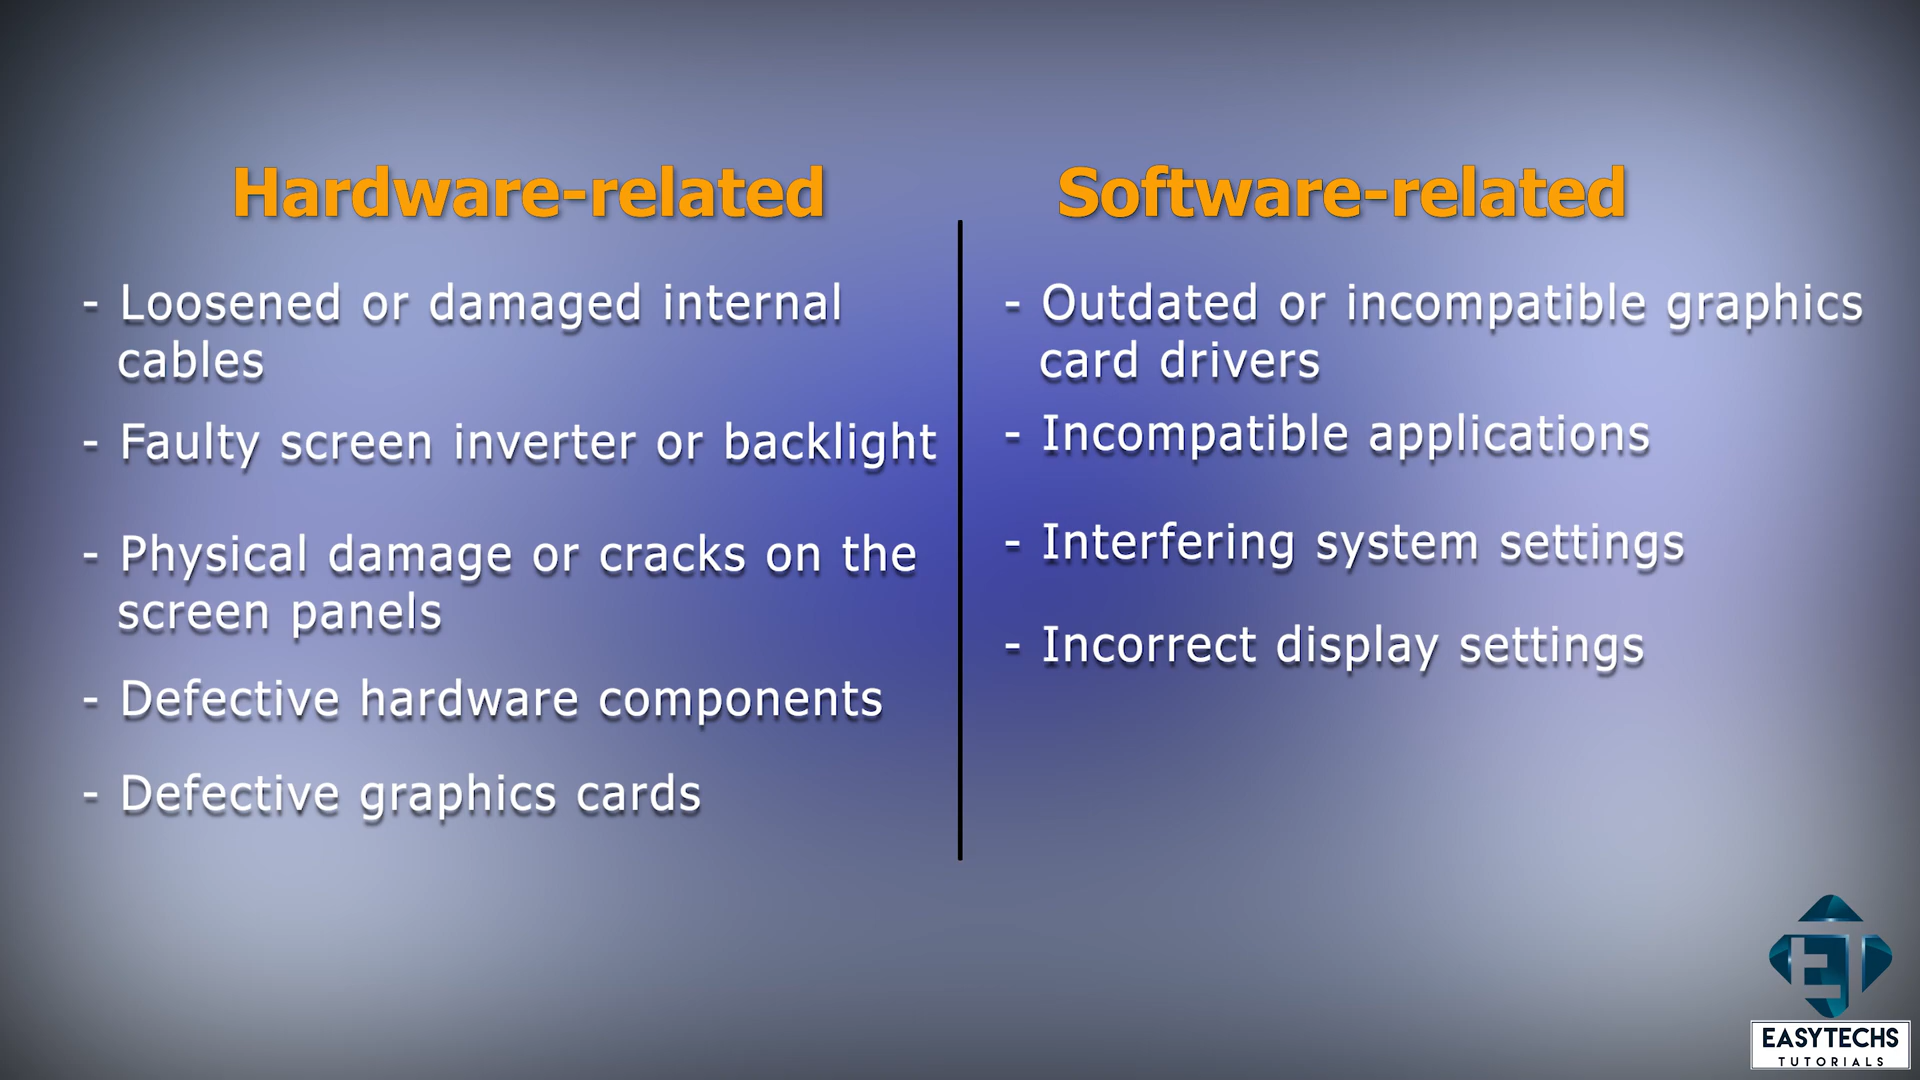 Hardware-related
- Loosened or damaged internal
cables
- Faulty screen inverter or backlight
- Physical damage or cracks on the
screen panels
- Defective hardware components
- Defective graphics cards
Software-related
- Outdated or incompatible graphics
card drivers
- Incompatible applications
- Interfering system settings
- Incorrect display settings
ET
EASYTECHS
TUTORIALS